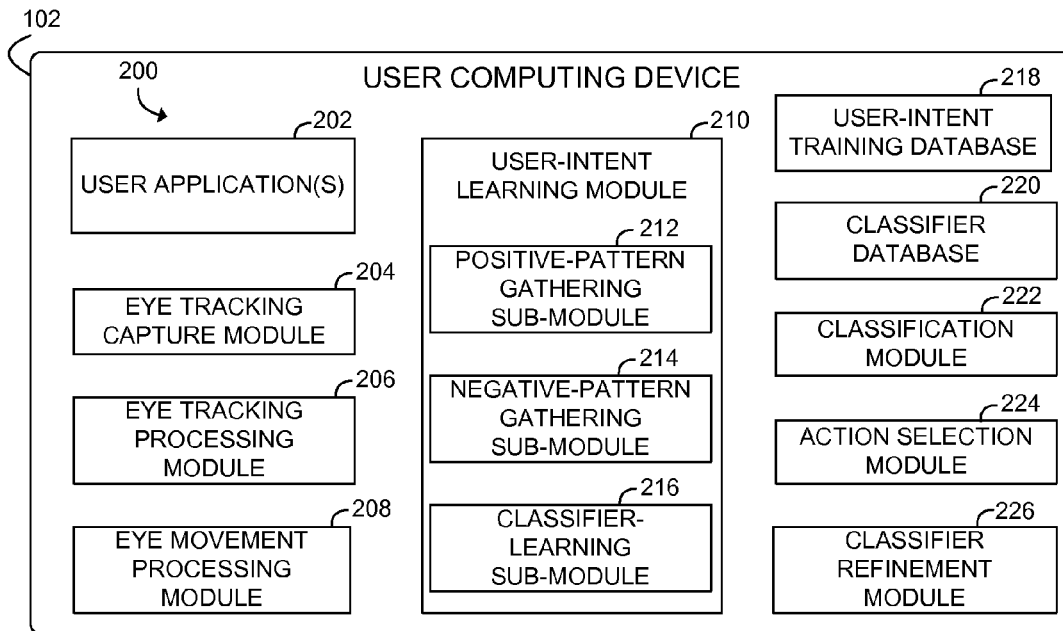 102
USER COMPUTING DEVICE
200
202
USER APPLICATION(S)
204
EYE TRACKING
CAPTURE MODULE
206
EYE TRACKING
PROCESSING
MODULE
208
EYE MOVEMENT
PROCESSING
MODULE
210
USER-INTENT
LEARNING MODULE
212
POSITIVE-PATTERN
GATHERING
SUB-MODULE
214
NEGATIVE-PATTERN
GATHERING
SUB-MODULE
216
CLASSIFIER-
LEARNING
SUB-MODULE
218
USER-INTENT
TRAINING DATABASE
220
CLASSIFIER
DATABASE
222
CLASSIFICATION
MODULE
224
ACTION SELECTION
MODULE
226
CLASSIFIER
REFINEMENT
MODULE